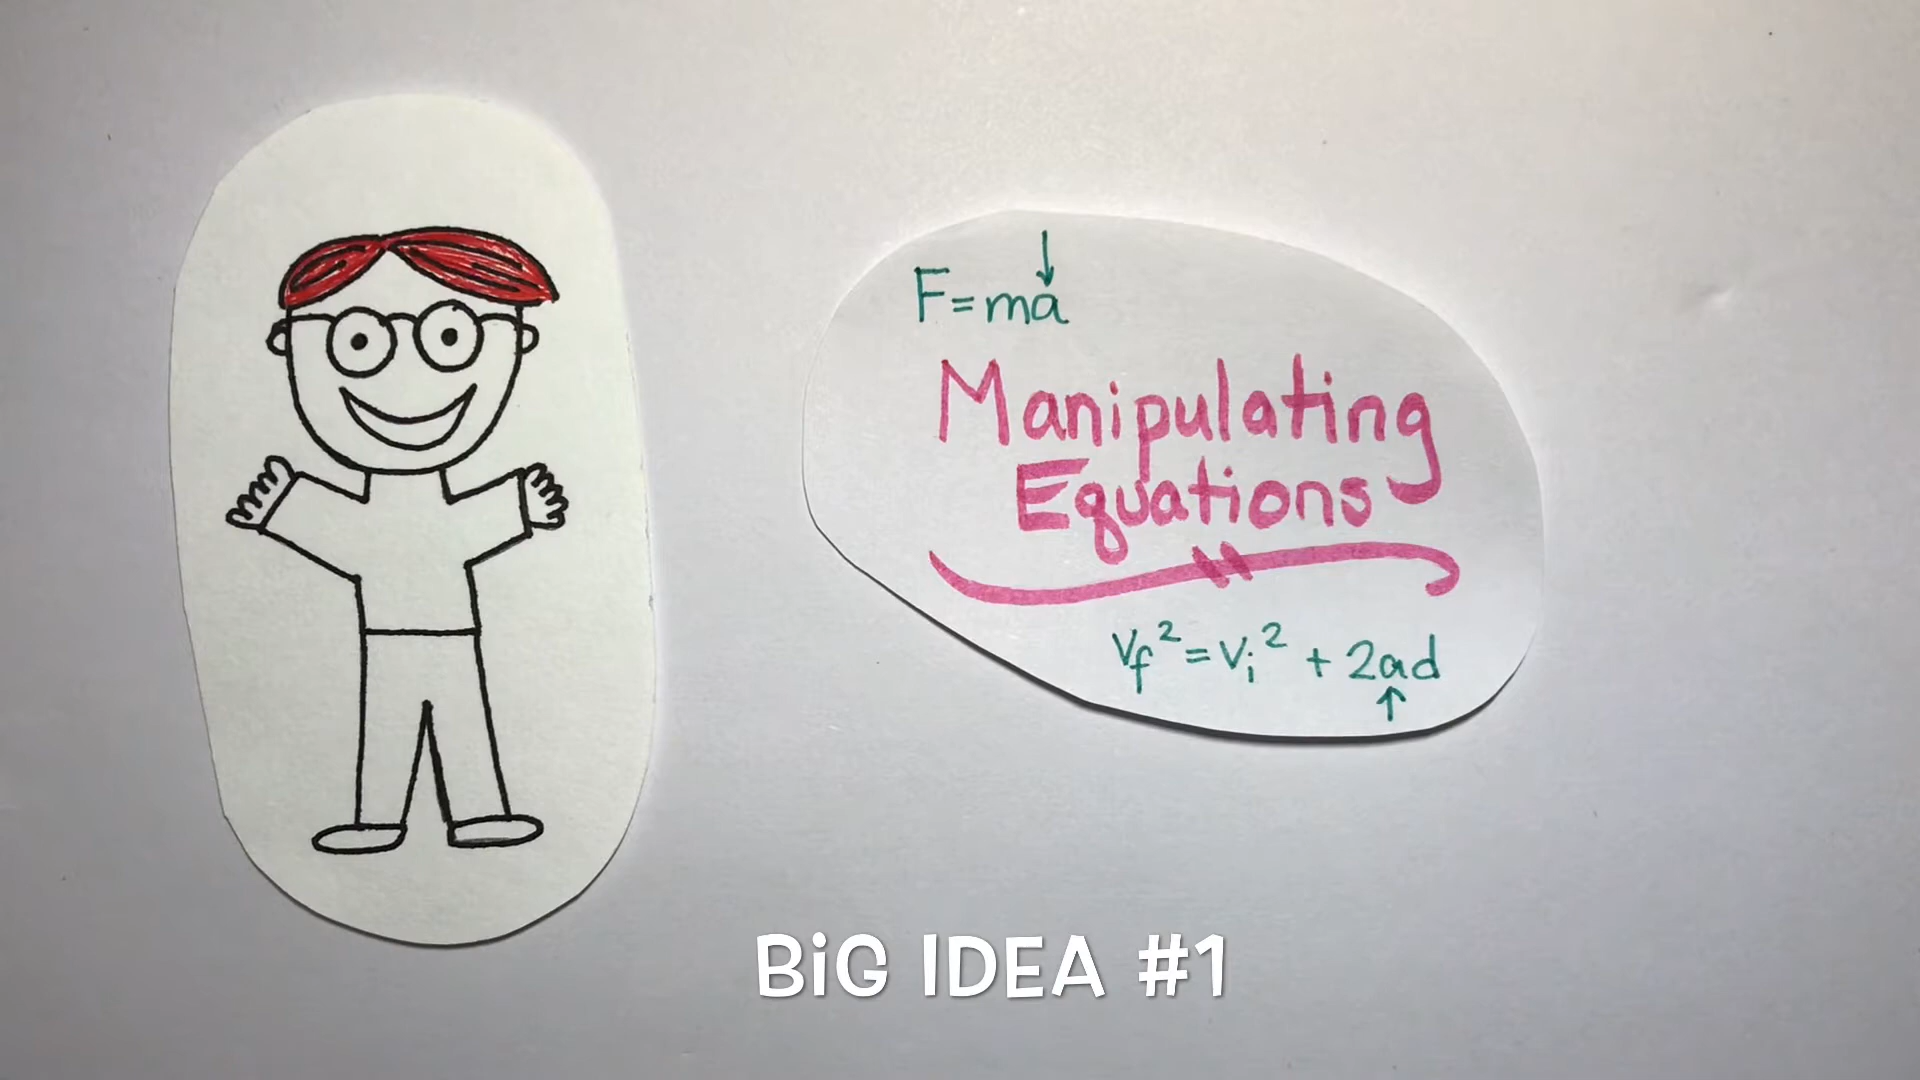 F=ma
Manipulating
Equations
Vf²=Vi² + 2ad
BiG IDEA #1